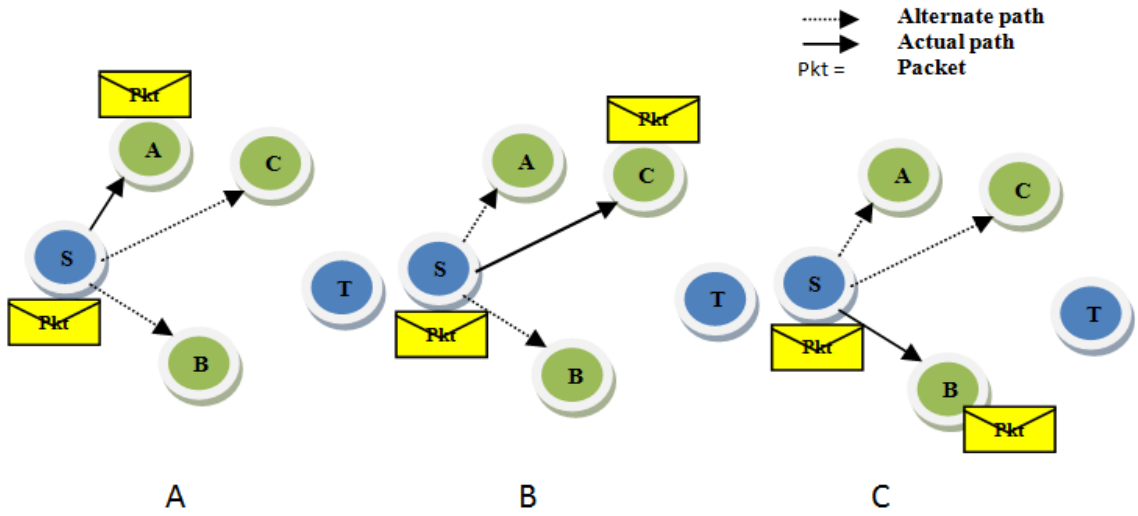 Alternate path
Actual path
Pkt = Packet
Pkt
A
C
S
Pkt
B
T
Pkt
A
C
S
Pkt
B
T
A
C
S
Pkt
B
Pkt
T
A
B
C